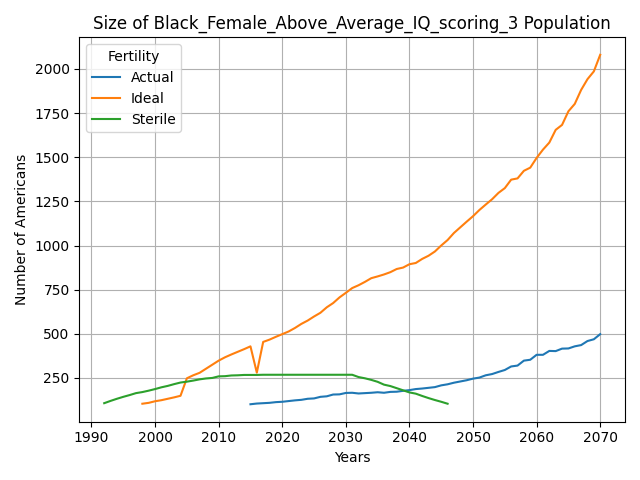 Size of Black_Female_Above_Average_IQ_scoring_3 Population
Fertility
Actual
Ideal
Sterile
2000
1750
1500
1250
1000
750
500
250
Number of Americans
1990 2000 2010 2020 2030 2040 2050 2060 2070
Years